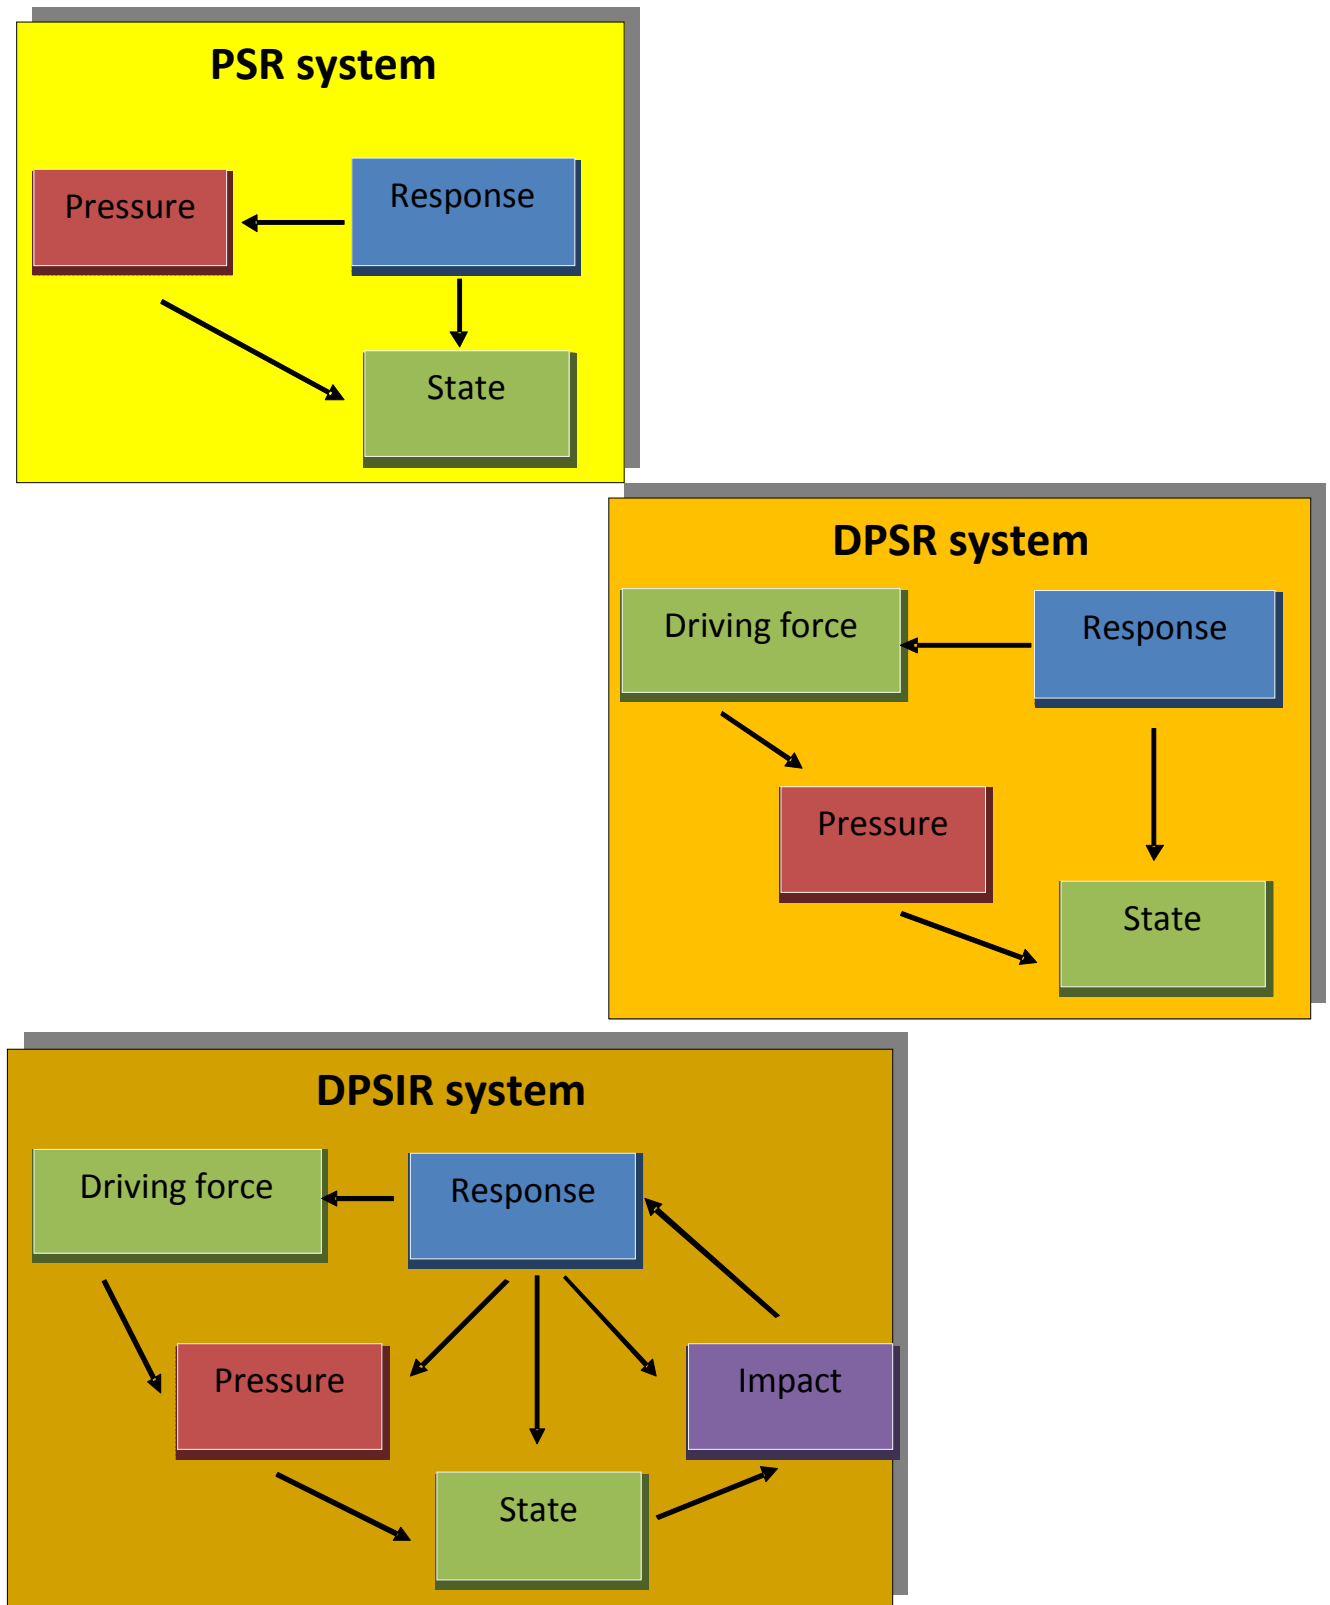 PSR system
Pressure
Response
State
DPSR system
Driving force
Response
Pressure
State
DPSIR system
Driving force
Response
Pressure
Impact
State